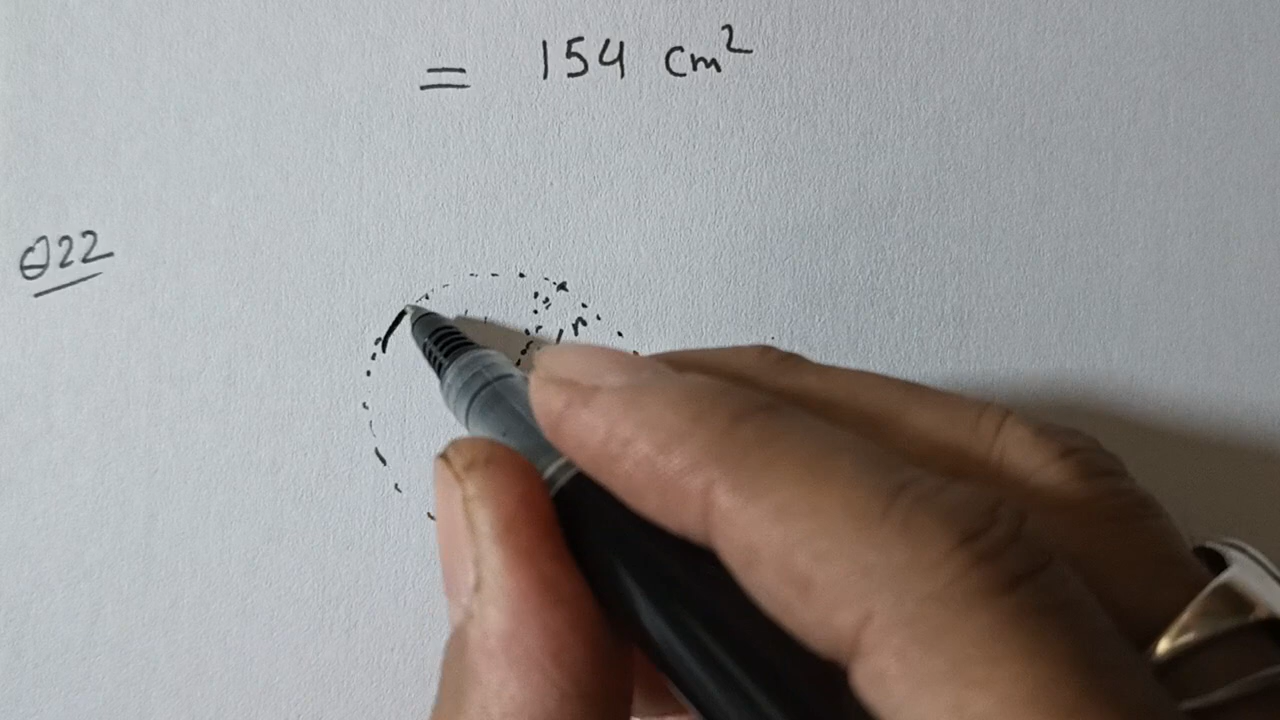 = 154 cm²
Q22
r